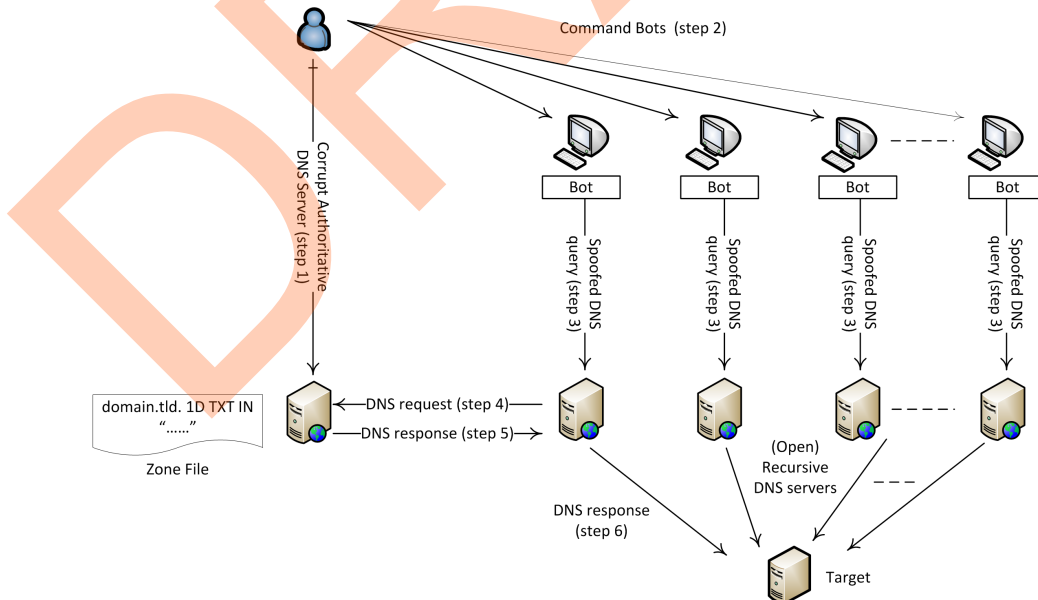 Command Bots (step 2)
Corrupt Authoritative
DNS Server (step 1)
Bot
Bot
Bot
Bot
Spoofed DNS
query (step 3)
Spoofed DNS
query (step 3)
Spoofed DNS
query (step 3)
Spoofed DNS
query (step 3)
domain.tld. 1D TXT IN
“……”
Zone File
DNS request (step 4)
DNS response (step 5)
(Open)
Recursive
DNS servers
DNS response
(step 6)
Target